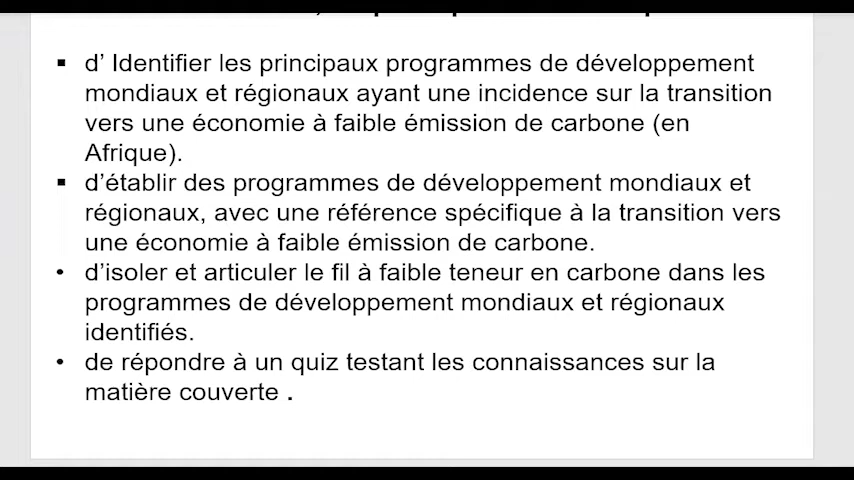 ▪ d’ Identifier les principaux programmes de développement
mondiaux et régionaux ayant une incidence sur la transition
vers une économie à faible émission de carbone (en
Afrique).
▪ d’établir des programmes de développement mondiaux et
régionaux, avec une référence spécifique à la transition vers
une économie à faible émission de carbone.
• d’isoler et articuler le fil à faible teneur en carbone dans les
programmes de développement mondiaux et régionaux
identifiés.
• de répondre à un quiz testant les connaissances sur la
matière couverte .